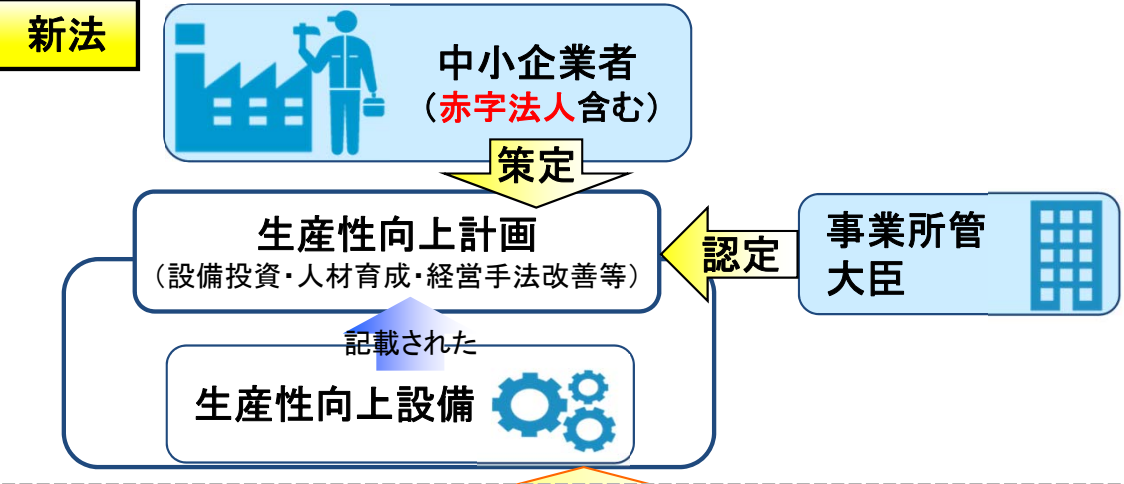 新法
中小企業者
（赤字法人含む）
策定
生産性向上計画
（設備投資・人材育成・経営手法改善等）
認定
事業所管
大臣
記載された
生産性向上設備